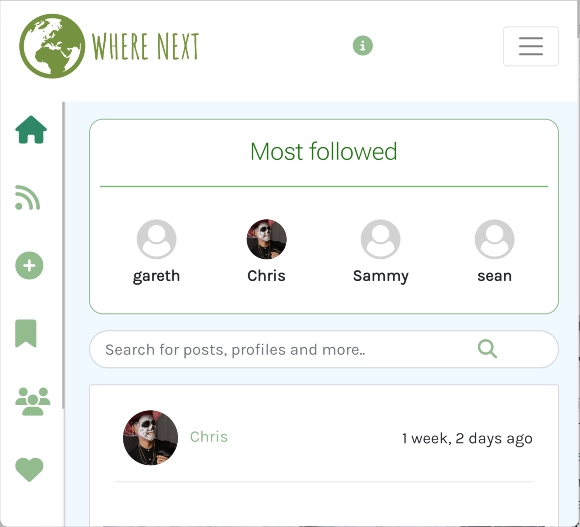 WHERE NEXT
Most followed
gareth Chris Sammy sean
Search for posts, profiles and more..
Chris 1 week, 2 days ago